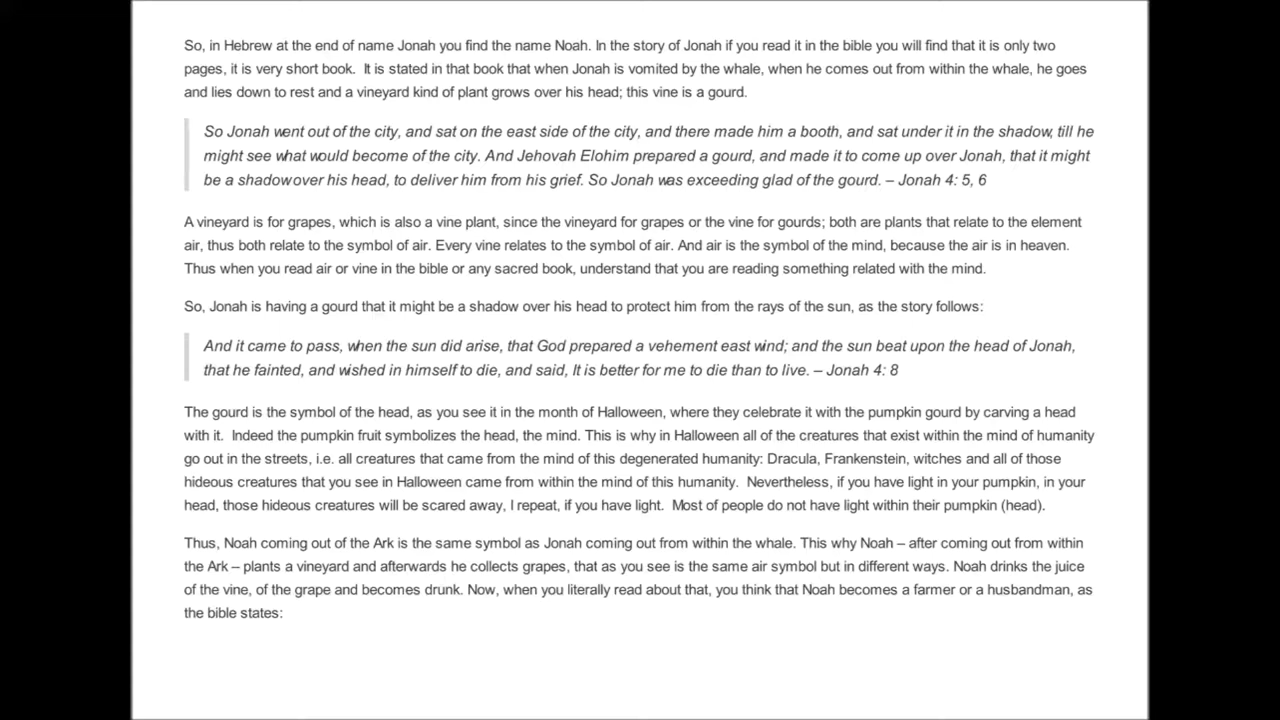 So, in Hebrew at the end of name Jonah you find the name Noah. In the story of Jonah if you read it in the bible you will find that it is only two
pages, it is very short book.  It is stated in that book that when Jonah is vomited by the whale, when he comes out from within the whale, he goes
and lies down to rest and a vineyard kind of plant grows over his head; this vine is a gourd.
So Jonah went out of the city, and sat on the east side of the city, and there made him a booth, and sat under it in the shadow, till he
might see what would become of the city. And Jehovah Elohim prepared a gourd, and made it to come up over Jonah, that it might
be a shadow over his head, to deliver him from his grief. So Jonah was exceeding glad of the gourd. – Jonah 4: 5, 6
A vineyard is for grapes, which is also a vine plant, since the vineyard for grapes or the vine for gourds; both are plants that relate to the element
air, thus both relate to the symbol of air. Every vine relates to the symbol of air. And air is the symbol of the mind, because the air is in heaven.
Thus when you read air or vine in the bible or any sacred book, understand that you are reading something related with the mind.
So, Jonah is having a gourd that it might be a shadow over his head to protect him from the rays of the sun, as the story follows:
And it came to pass, when the sun did arise, that God prepared a vehement east wind; and the sun beat upon the head of Jonah,
that he fainted, and wished in himself to die, and said, It is better for me to die than to live. – Jonah 4: 8
The gourd is the symbol of the head, as you see it in the month of Halloween, where they celebrate it with the pumpkin gourd by carving a head
with it.  Indeed the pumpkin fruit symbolizes the head, the mind. This is why in Halloween all of the creatures that exist within the mind of humanity
go out in the streets, i.e. all creatures that came from the mind of this degenerated humanity: Dracula, Frankenstein, witches and all of those
hideous creatures that you see in Halloween came from within the mind of this humanity.  Nevertheless, if you have light in your pumpkin, in your
head, those hideous creatures will be scared away, I repeat, if you have light.  Most of people do not have light within their pumpkin (head).
Thus, Noah coming out of the Ark is the same symbol as Jonah coming out from within the whale. This why Noah – after coming out from within
the Ark – plants a vineyard and afterwards he collects grapes, that as you see is the same air symbol but in different ways. Noah drinks the juice
of the vine, of the grape and becomes drunk. Now, when you literally read about that, you think that Noah becomes a farmer or a husbandman, as
the bible states: